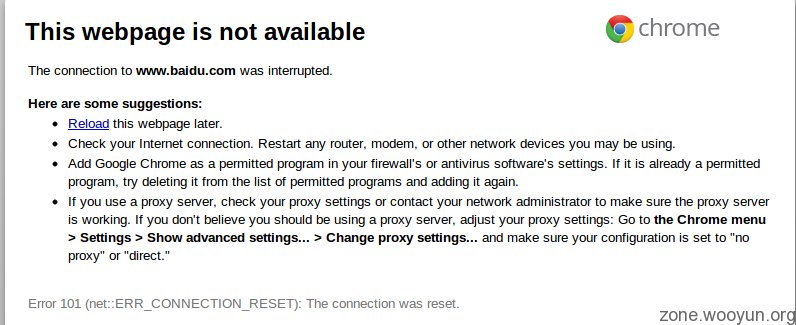 This webpage is not available
chrome
The connection to www.baidu.com was interrupted.
Here are some suggestions:
Reload this webpage later.
Check your Internet connection. Restart any router, modem, or other network devices you may be using.
Add Google Chrome as a permitted program in your firewall's or antivirus software's settings. If it is already a permitted
program, try deleting it from the list of permitted programs and adding it again.
If you use a proxy server, check your proxy settings or contact your network administrator to make sure the proxy server
is working. If you don't believe you should be using a proxy server, adjust your proxy settings: Go to the Chrome menu
> Settings > Show advanced settings... > Change proxy settings... and make sure your configuration is set to "no
proxy" or "direct."
Error 101 (net::ERR_CONNECTION_RESET): The connection was reset.
zone.wooyun.org